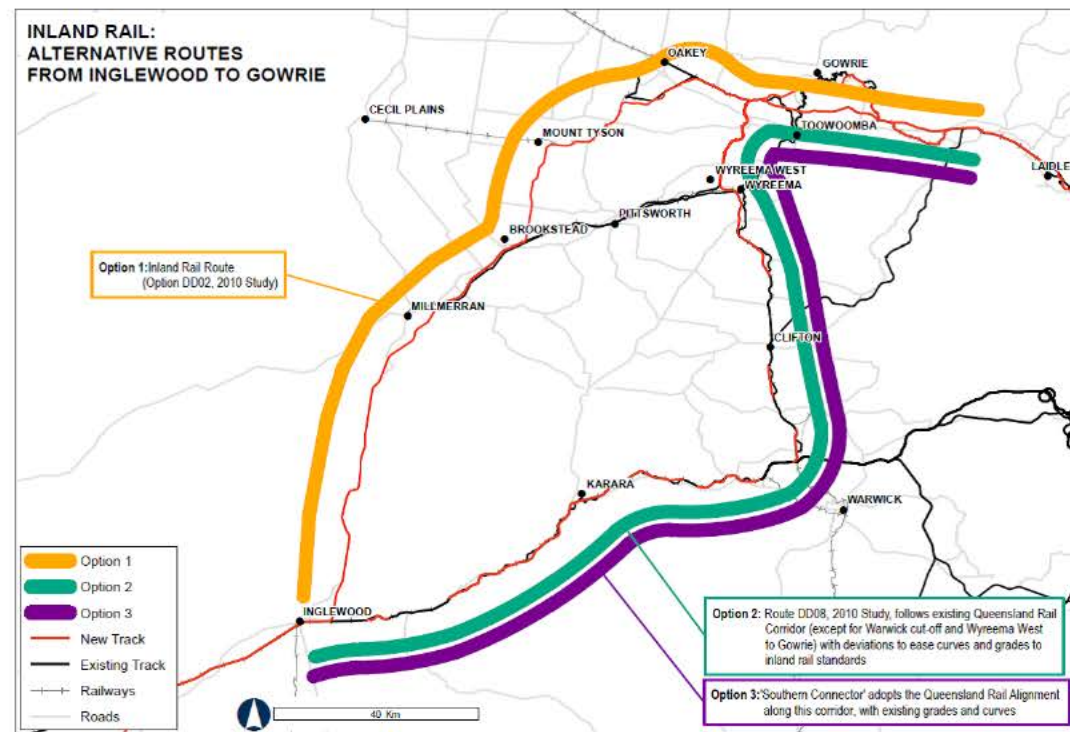 INLAND RAIL:
ALTERNATIVE ROUTES
FROM INGLEWOOD TO GOWRIE
OAKEY
GOWRIE
CECIL PLAINS
MOUNT TYSON
TOOWOOMBA
LAIDLE
WYREEMA WEST
WYREEMA
PITTSWORTH
BROOKSTEAD
Option 1:Inland Rail Route
(Option DD02, 2010 Study)
MILLMERRAN
CLIFTON
KARARA
WARWICK
Option 1
Option 2
Option 3
New Track
Existing Track
Railways
Roads
INGLEWOOD
40 Km
Option 2: Route DD08, 2010 Study, follows existing Queensland Rail
Corridor (except for Warwick cut-off and Wyreema West
to Gowrie) with deviations to ease curves and grades to
inland rail standards
Option 3:'Southern Connector' adopts the Queensland Rail Alignment
along this corridor, with existing grades and curves